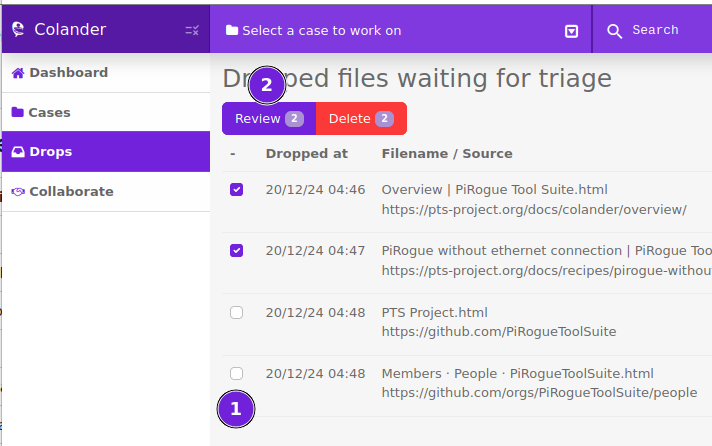 Colander
Select a case to work on
Search
Dashboard
Cases
Drops
Collaborate
Dropped files waiting for triage
2
Review 2
Delete 2
- Dropped at Filename / Source
20/12/24 04:46 Overview | PiRogue Tool Suite.html
https://pts-project.org/docs/colander/overview/
20/12/24 04:47 PiRogue without ethernet connection | PiRogue Too
https://pts-project.org/docs/recipes/pirogue-withou
20/12/24 04:48 PTS Project.html
https://github.com/PiRogueToolSuite
20/12/24 04:48 Members · People · PiRogueToolSuite.html
https://github.com/orgs/PiRogueToolSuite/people
1